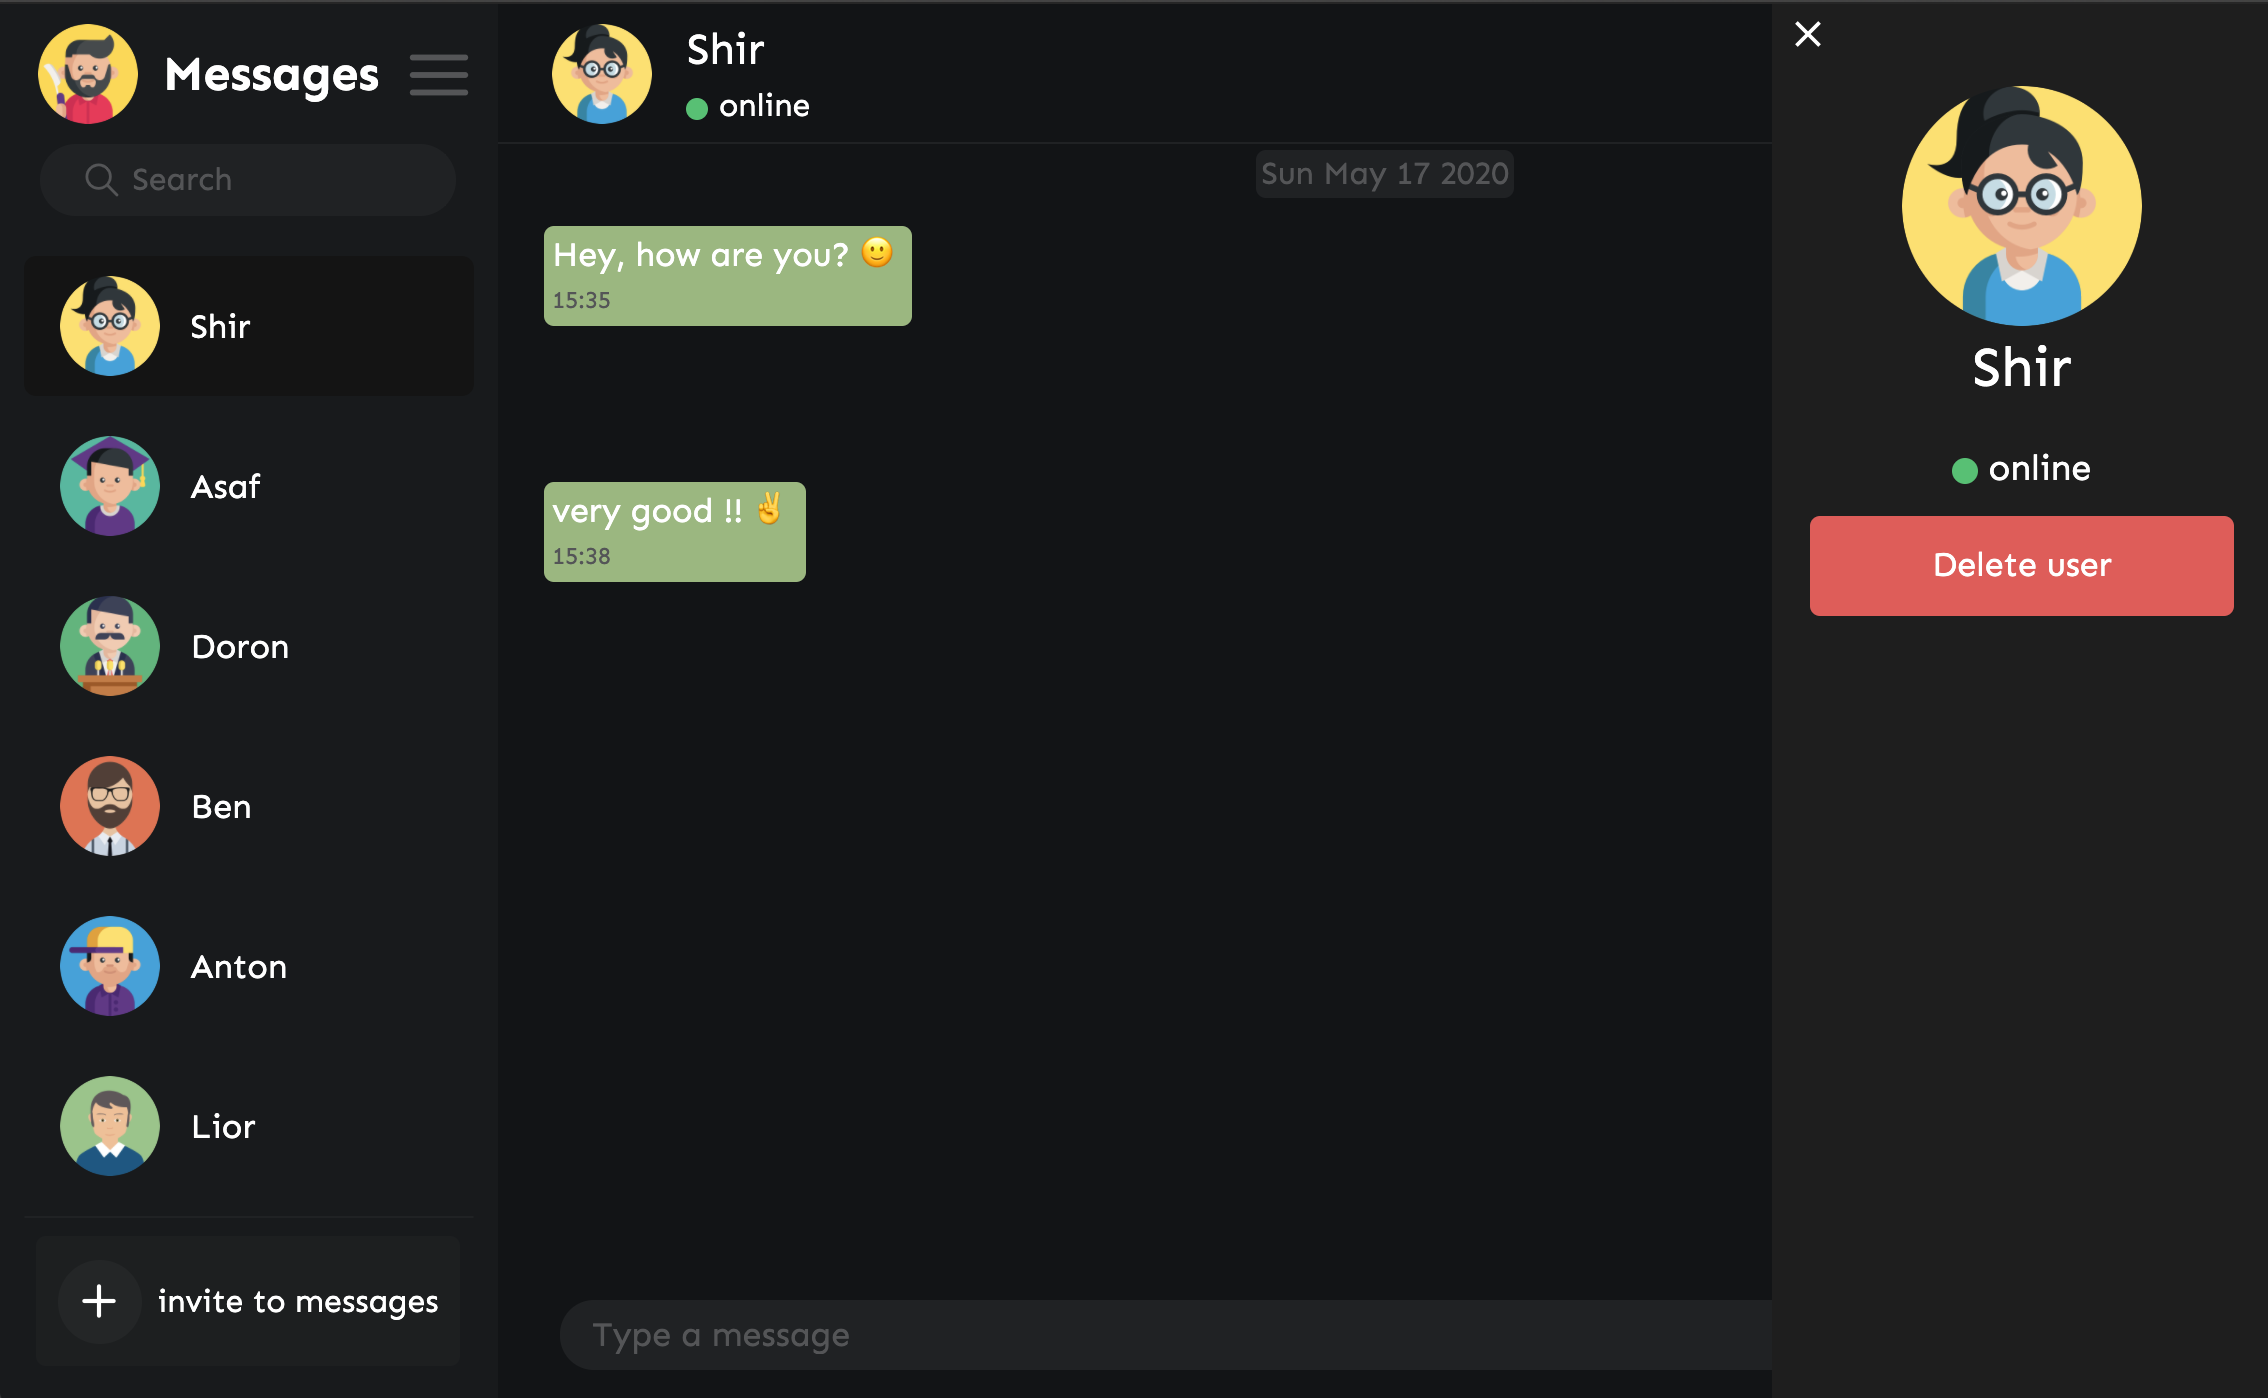 Messages
Search
Shir
Asaf
Doron
Ben
Anton
Lior
invite to messages
Shir
online
Sun May 17 2020
Hey, how are you? 🙂
15:35
very good !! ✌️
15:38
Type a message
Shir
online
Delete user